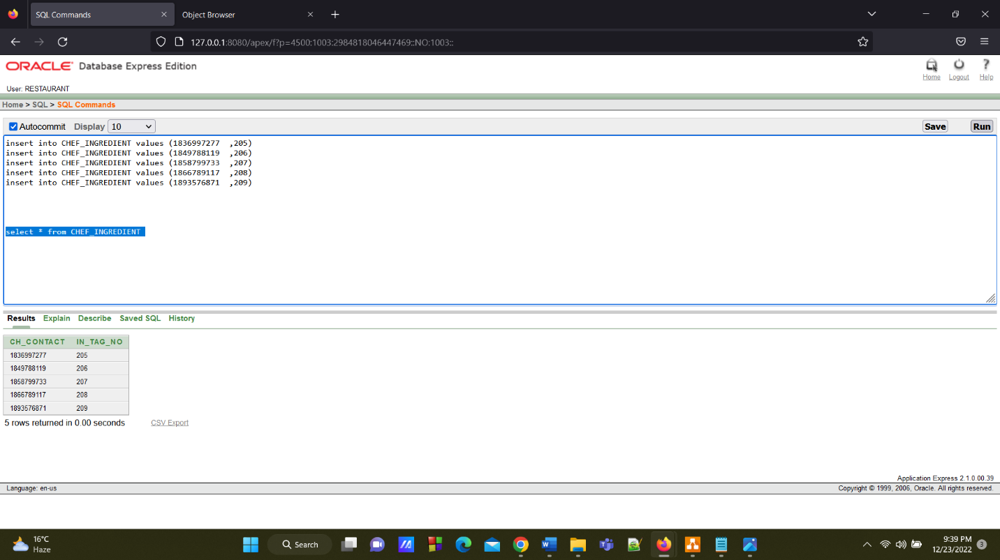 SQL Commands
Object Browser
127.0.0.1:8080/apex/f?p=4500:1003:2984818046447469::NO:1003::
ORACLE Database Express Edition
Home Logout Help
User: RESTAURANT
Home > SQL > SQL Commands
Autocommit Display 10 Save Run
insert into CHEF_INGREDIENT values (1836997277 ,205)
insert into CHEF_INGREDIENT values (1849788119 ,206)
insert into CHEF_INGREDIENT values (1858799733 ,207)
insert into CHEF_INGREDIENT values (1866789117 ,208)
insert into CHEF_INGREDIENT values (1893576871 ,209)
select * from CHEF_INGREDIENT
Results Explain Describe Saved SQL History
CH_CONTACT IN_TAG_NO
1836997277 205
1849788119 206
1858799733 207
1866789117 208
1893576871 209
5 rows returned in 0.00 seconds CSV Export
Application Express 2.1.0.00.39
Language: en-us Copyright © 1999, 2006, Oracle. All rights reserved.
16°C
Haze
Search
9:39 PM
12/23/2022
3